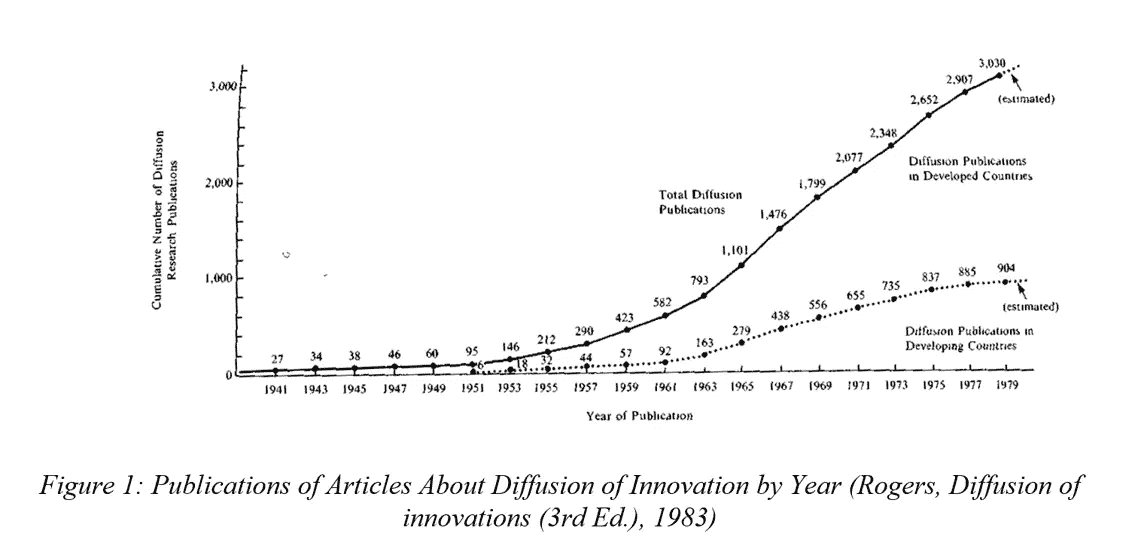 3,030
2,907
3,000
(estimated)
2,652
2,348
Diffusion Publications
in Developed Countries
2,077
Cumulative Number of Diffusion
Research Publications
2,000
1,799
Total Diffusion
Publications
1,476
1,101
1,000
793
904
885
837
735
(estimated)
655
582
556
Diffusion Publications in
Developing Countries
438
423
290
279
212
163
146
95
92
60
57
46
44
38
34
32
27
18
6
0
1941 1943 1945 1947 1949 1951 1953 1955 1957 1959 1961 1963 1965 1967 1969 1971 1973 1975 1977 1979
Year of Publication
Figure 1: Publications of Articles About Diffusion of Innovation by Year (Rogers, Diffusion of
innovations (3rd Ed.), 1983)